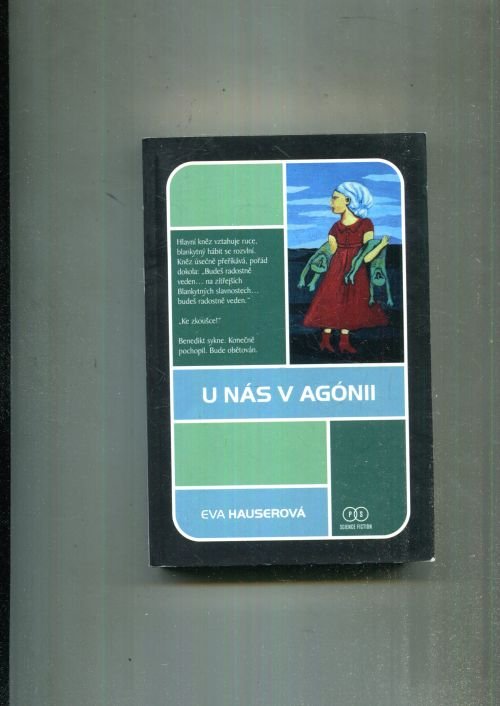 Hlavní kněz vztahuje ruce,
blankytný hábit se rozvlní.
Kněz úsečně přeříkává, pořád
dokola: „Budeš radostně
veden... na zítřejších
Blankytných slavnostech...
budeš radostně veden."
„Ke zkoušce!"
Benedikt sykne. Konečně
pochopil. Bude obětován.
U NÁS V AGÓNII
EVA HAUSEROVÁ
P S
SCIENCE FICTION